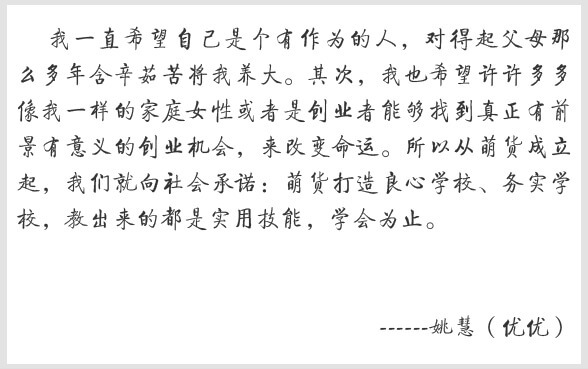 我一直希望自己是个有作为的人，对得起父母那
么多年含辛茹苦将我养大。其次，我也希望许许多多
像我一样的家庭女性或者是创业者能够找到真正有前
景有意义的创业机会，来改变命运。所以从萌货成立
起，我们就向社会承诺：萌货打造良心学校、务实学
校，教出来的都是实用技能，学会为止。
------姚慧（优优）